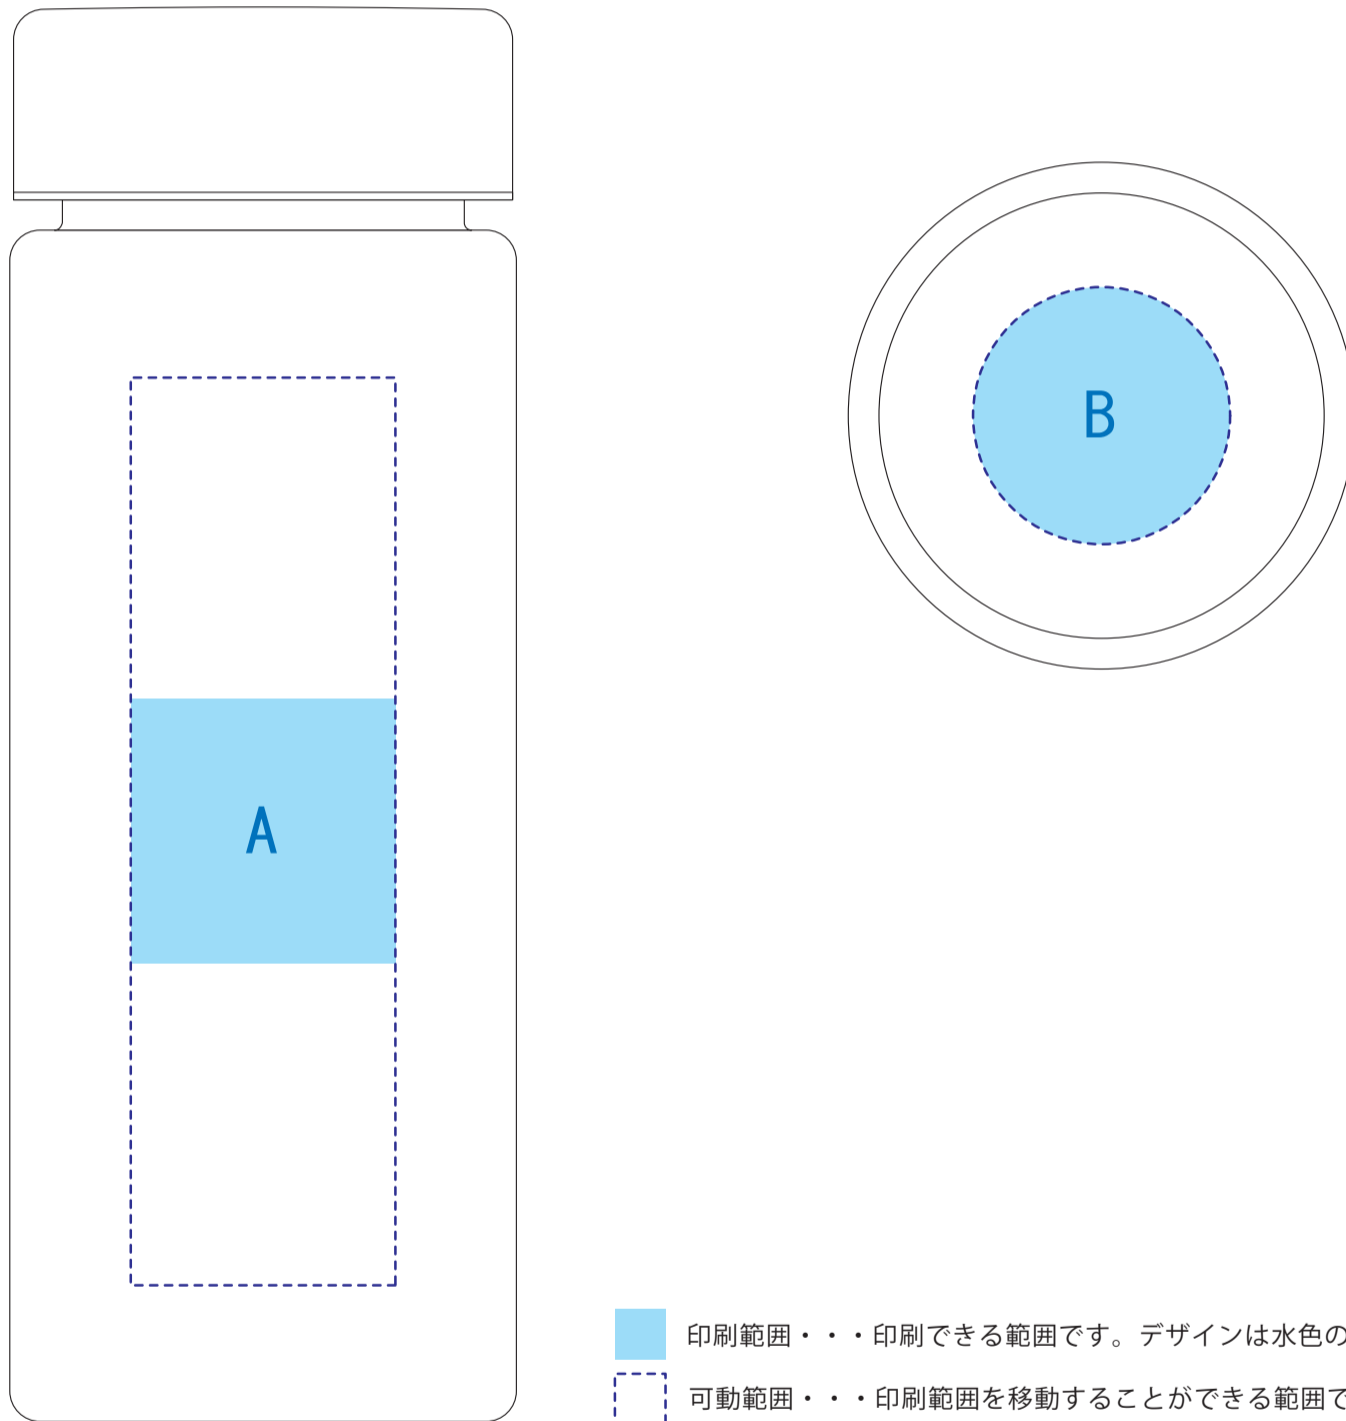 B
A
印刷範囲・・・印刷できる範囲です。デザインは水色の
可動範囲・・・印刷範囲を移動することができる範囲で